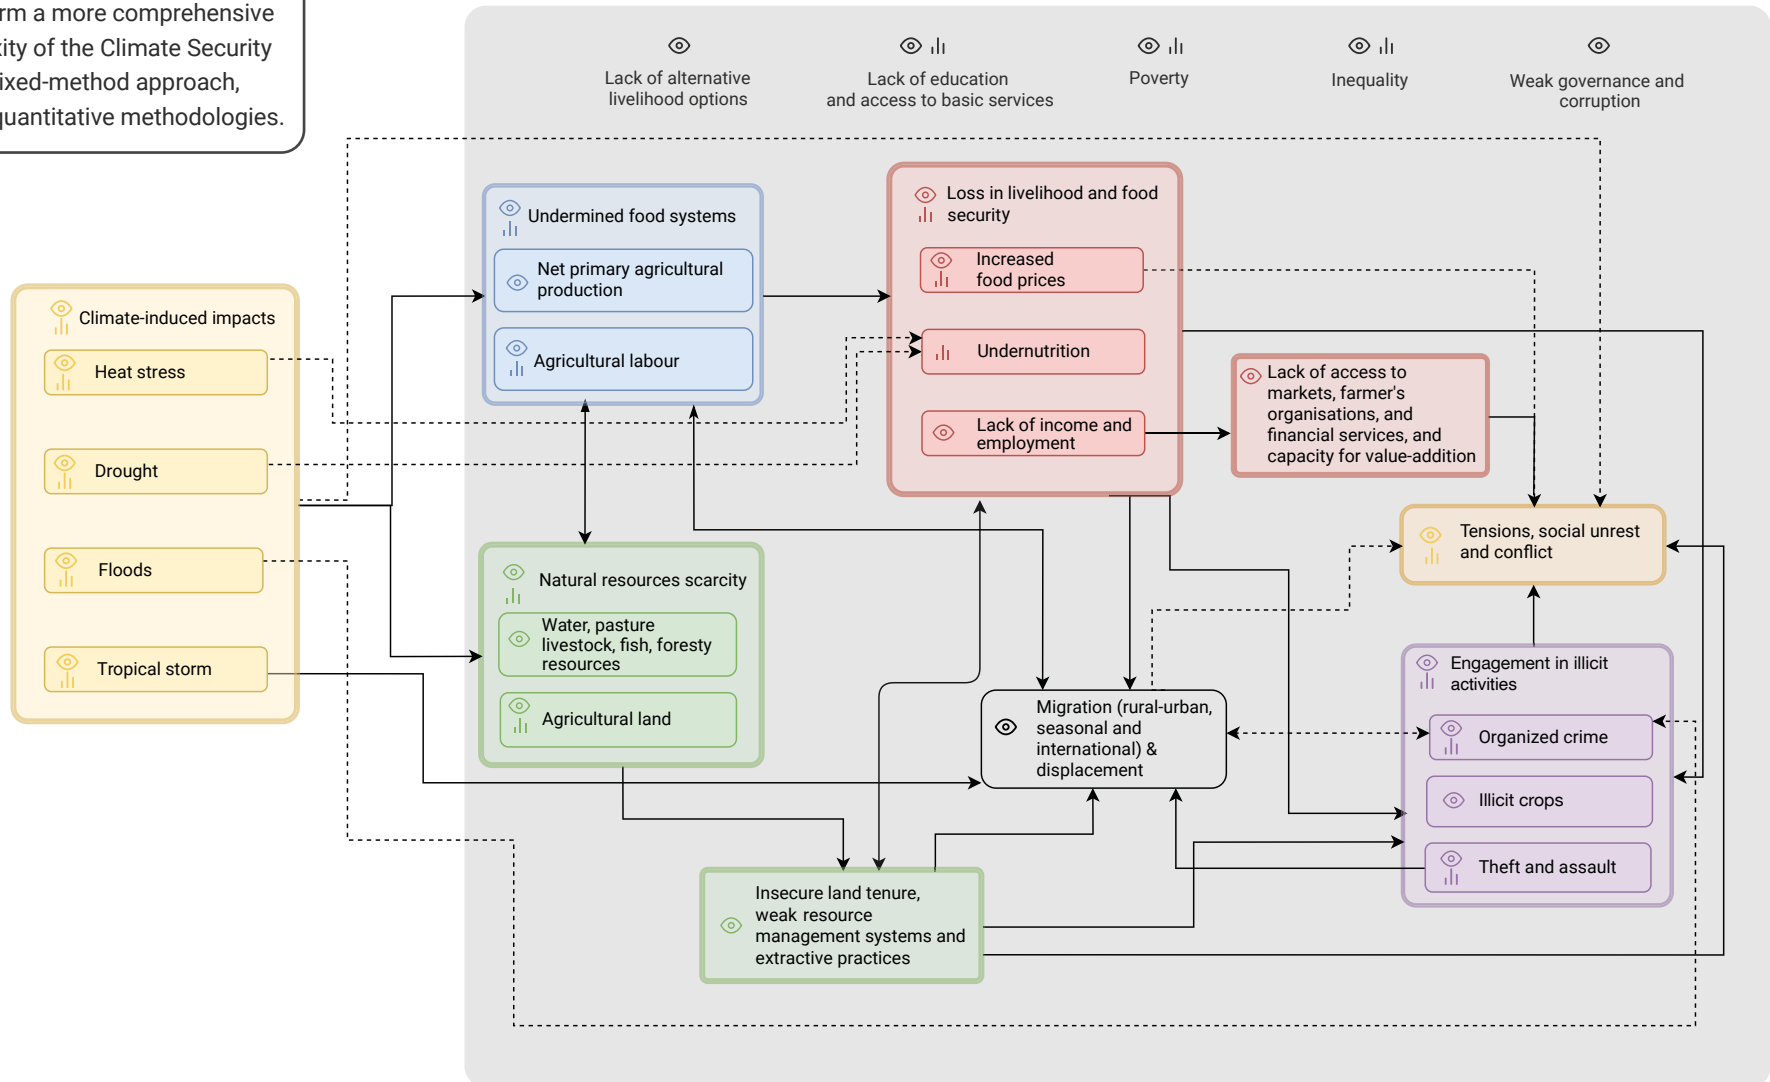 rm a more comprehensive
xity of the Climate Security
ixed-method approach,
quantitative methodologies.
Lack of alternative
livelihood options
Lack of education
and access to basic services
Poverty
Inequality
Weak governance and
corruption
Climate-induced impacts
Heat stress
Drought
Floods
Tropical storm
Undermined food systems
Net primary agricultural
production
Agricultural labour
Natural resources scarcity
Water, pasture
livestock, fish, foresty
resources
Agricultural land
Loss in livelihood and food
security
Increased
food prices
Undernutrition
Lack of income and
employment
Lack of access to
markets, farmer's
organisations, and
financial services, and
capacity for value-addition
Tensions, social unrest
and conflict
Migration (rural-urban,
seasonal and
international) &
displacement
Engagement in illicit
activities
Organized crime
Illicit crops
Theft and assault
Insecure land tenure,
weak resource
management systems and
extractive practices